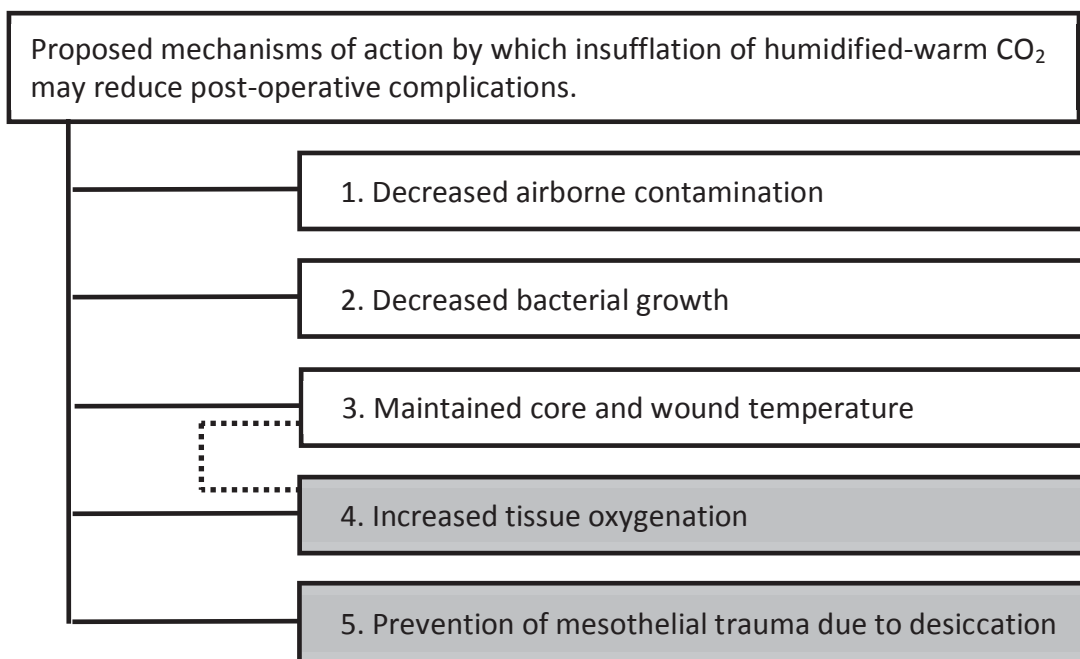 Proposed mechanisms of action by which insufflation of humidified-warm CO₂
may reduce post-operative complications.
1. Decreased airborne contamination
2. Decreased bacterial growth
3. Maintained core and wound temperature
4. Increased tissue oxygenation
5. Prevention of mesothelial trauma due to desiccation